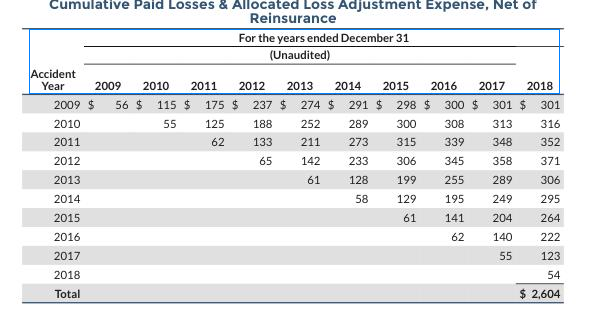 Cumulative Paid Losses & Allocated Loss Adjustment Expense, Net of
Reinsurance
For the years ended December 31
(Unaudited)
Accident
Year 2009 2010 2011 2012 2013 2014 2015 2016 2017 2018
2009 $ 56 $ 115 $ 175 $ 237 $ 274 $ 291 $ 298 $ 300 $ 301 $ 301
2010 55 125 188 252 289 300 308 313 316
2011 62 133 211 273 315 339 348 352
2012 65 142 233 306 345 358 371
2013 61 128 199 255 289 306
2014 58 129 195 249 295
2015 61 141 204 264
2016 62 140 222
2017 55 123
2018 54
Total $ 2,604